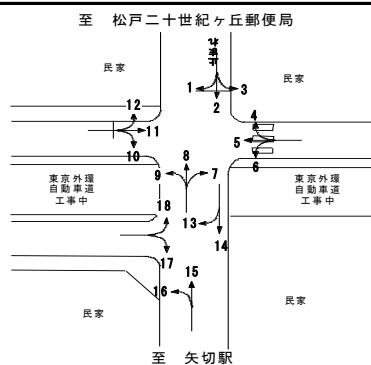 至 松戸二十世紀ヶ丘郵便局
民家
止まれ
民家
1
2
3
12
11
10
4
5
6
東京外環
自動車道
工事中
9
8
7
東京外環
自動車道
工事中
18
13
14
17
16
15
民家
民家
至 矢切駅